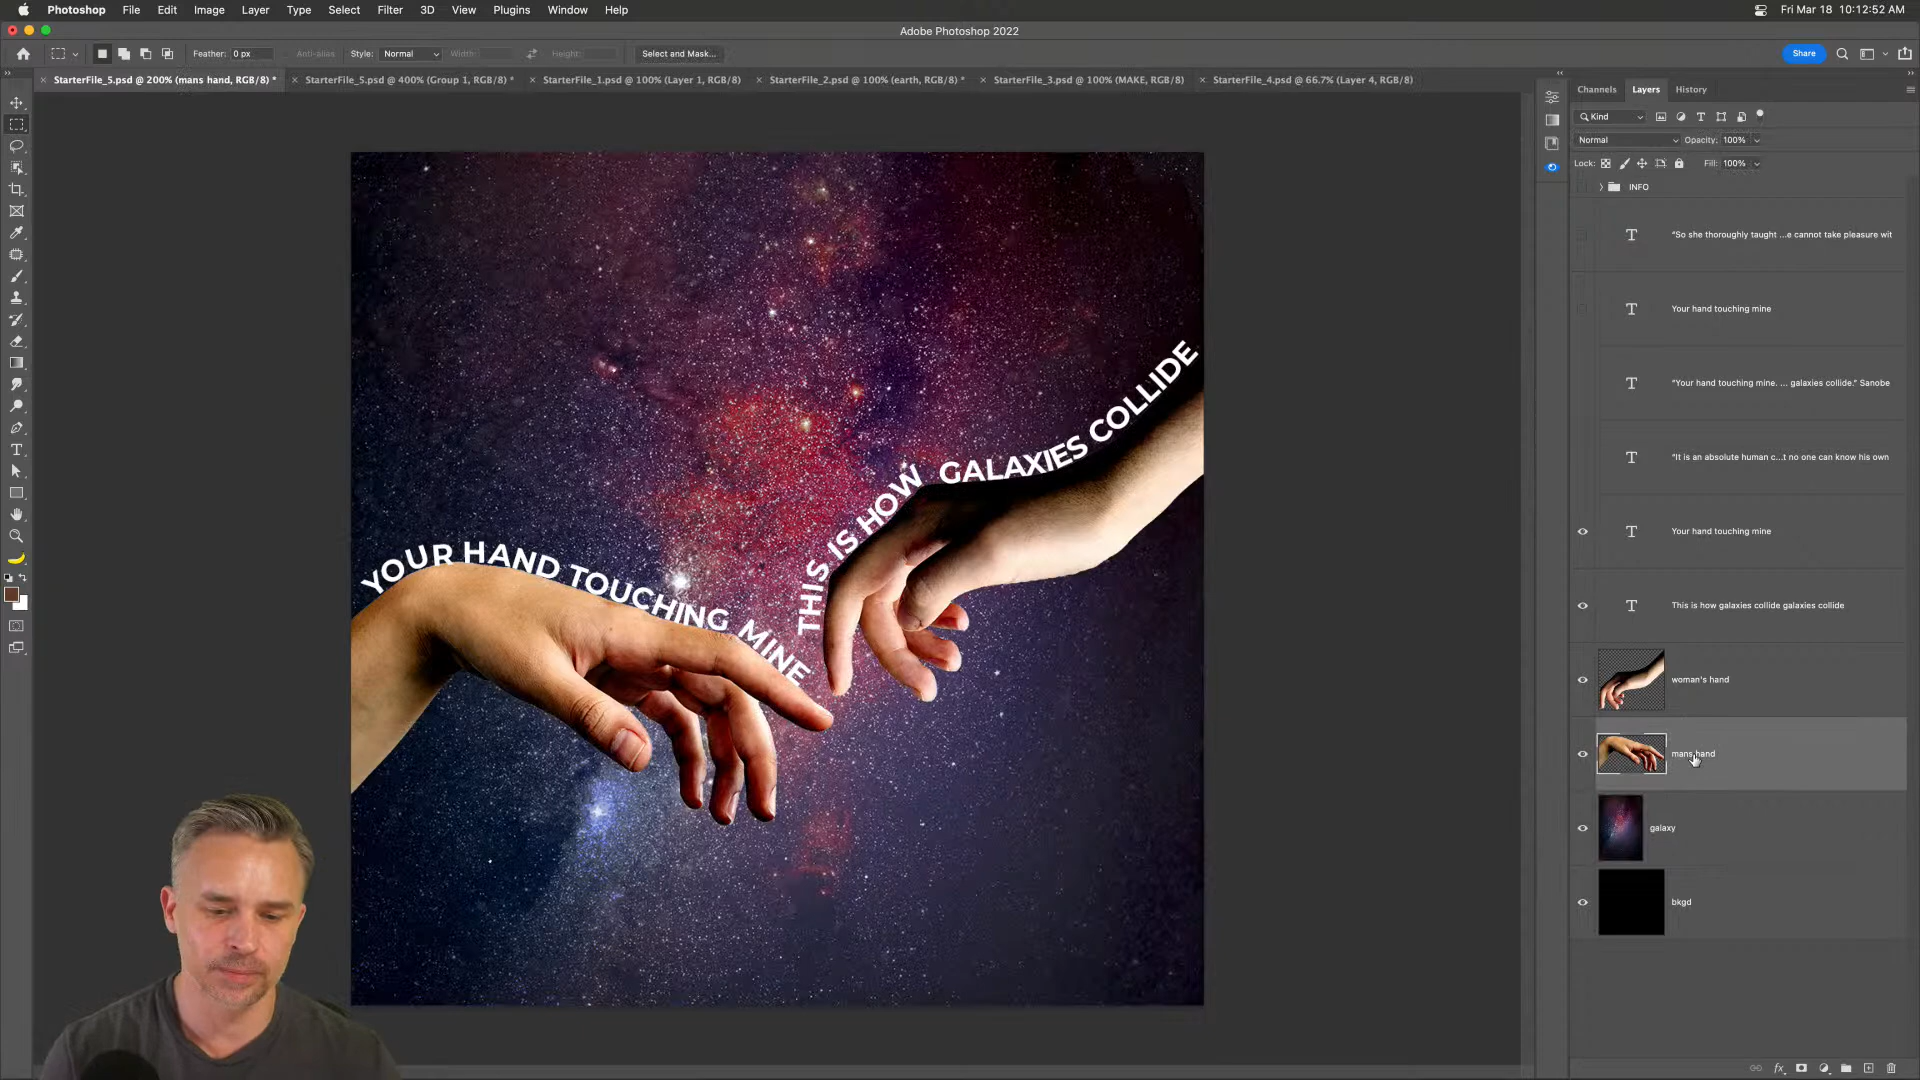 Photoshop File Edit Image Layer Type Select Filter 3D View Plugins Window Help
Fri Mar 18 10:12:52 AM
Adobe Photoshop 2022
Feather: 0 px Anti-alias Style: Normal Width: Height: Select and Mask...
Share
StarterFile_5.psd @ 200% (mans hand, RGB/8) *
StarterFile_5.psd @ 400% (Group 1, RGB/8) *
StarterFile_1.psd @ 100% (Layer 1, RGB/8)
StarterFile_2.psd @ 100% (earth, RGB/8) *
StarterFile_3.psd @ 100% (MAKE, RGB/8)
StarterFile_4.psd @ 66.7% (Layer 4, RGB/8)
Channels Layers History
Kind
Normal Opacity: 100%
Lock: Fill: 100%
INFO
"So she thoroughly taught ...e cannot take pleasure wit
Your hand touching mine
"Your hand touching mine. ... galaxies collide." Sanobe
"It is an absolute human c...t no one can know his own
Your hand touching mine
This is how galaxies collide galaxies collide
woman's hand
mans hand
galaxy
bkgd
YOUR HAND TOUCHING MINE
THIS IS HOW GALAXIES COLLIDE